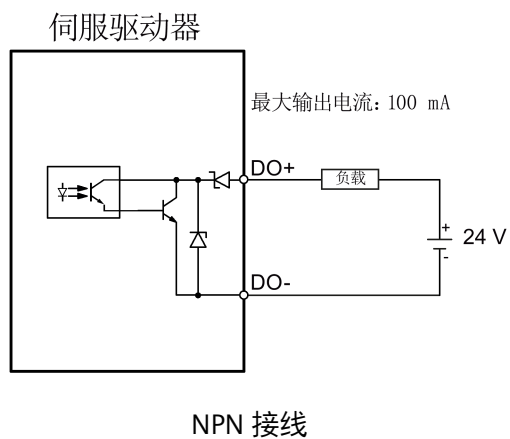 伺服驱动器
最大输出电流: 100 mA
DO+
负载
+
24 V
-
DO-
NPN 接线